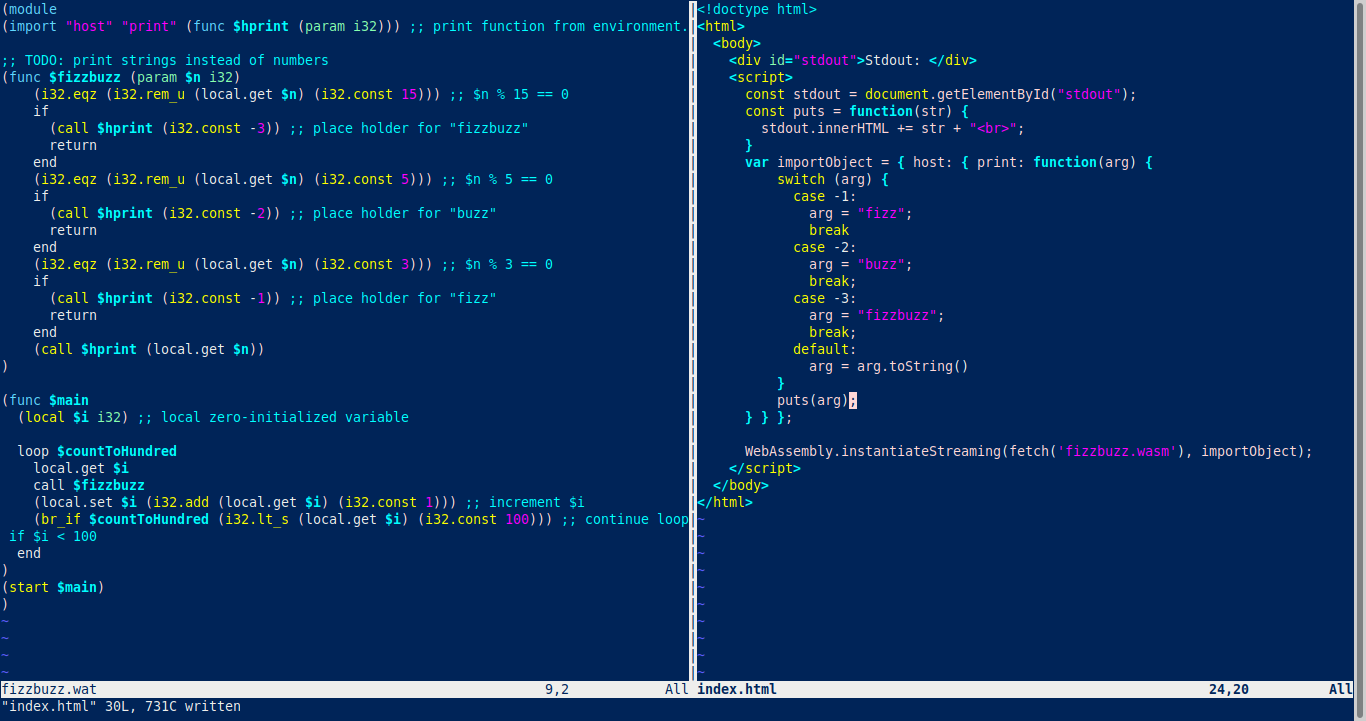 (module
(import "host" "print" (func $hprint (param i32))) ;; print function from environment.

;; TODO: print strings instead of numbers
(func $fizzbuzz (param $n i32)
    (i32.eqz (i32.rem_u (local.get $n) (i32.const 15))) ;; $n % 15 == 0
    if
      (call $hprint (i32.const -3)) ;; place holder for "fizzbuzz"
      return
    end
    (i32.eqz (i32.rem_u (local.get $n) (i32.const 5))) ;; $n % 5 == 0
    if
      (call $hprint (i32.const -2)) ;; place holder for "buzz"
      return
    end
    (i32.eqz (i32.rem_u (local.get $n) (i32.const 3))) ;; $n % 3 == 0
    if
      (call $hprint (i32.const -1)) ;; place holder for "fizz"
      return
    end
    (call $hprint (local.get $n))
)

(func $main
  (local $i i32) ;; local zero-initialized variable

  loop $countToHundred
    local.get $i
    call $fizzbuzz
    (local.set $i (i32.add (local.get $i) (i32.const 1))) ;; increment $i
    (br_if $countToHundred (i32.lt_s (local.get $i) (i32.const 100))) ;; continue loop
 if $i < 100
  end
)
(start $main)
)
~
~
~
~
<!doctype html>
<html>
  <body>
    <div id="stdout">Stdout: </div>
    <script>
      const stdout = document.getElementById("stdout");
      const puts = function(str) {
        stdout.innerHTML += str + "<br>";
      }
      var importObject = { host: { print: function(arg) {
          switch (arg) {
            case -1:
              arg = "fizz";
              break
            case -2:
              arg = "buzz";
              break;
            case -3:
              arg = "fizzbuzz";
              break;
            default:
              arg = arg.toString()
          }
          puts(arg);
      } } };

      WebAssembly.instantiateStreaming(fetch('fizzbuzz.wasm'), importObject);
    </script>
  </body>
</html>
~
~
~
~
~
~
~
~
~
~
fizzbuzz.wat 9,2 All index.html 24,20 All
"index.html" 30L, 731C written